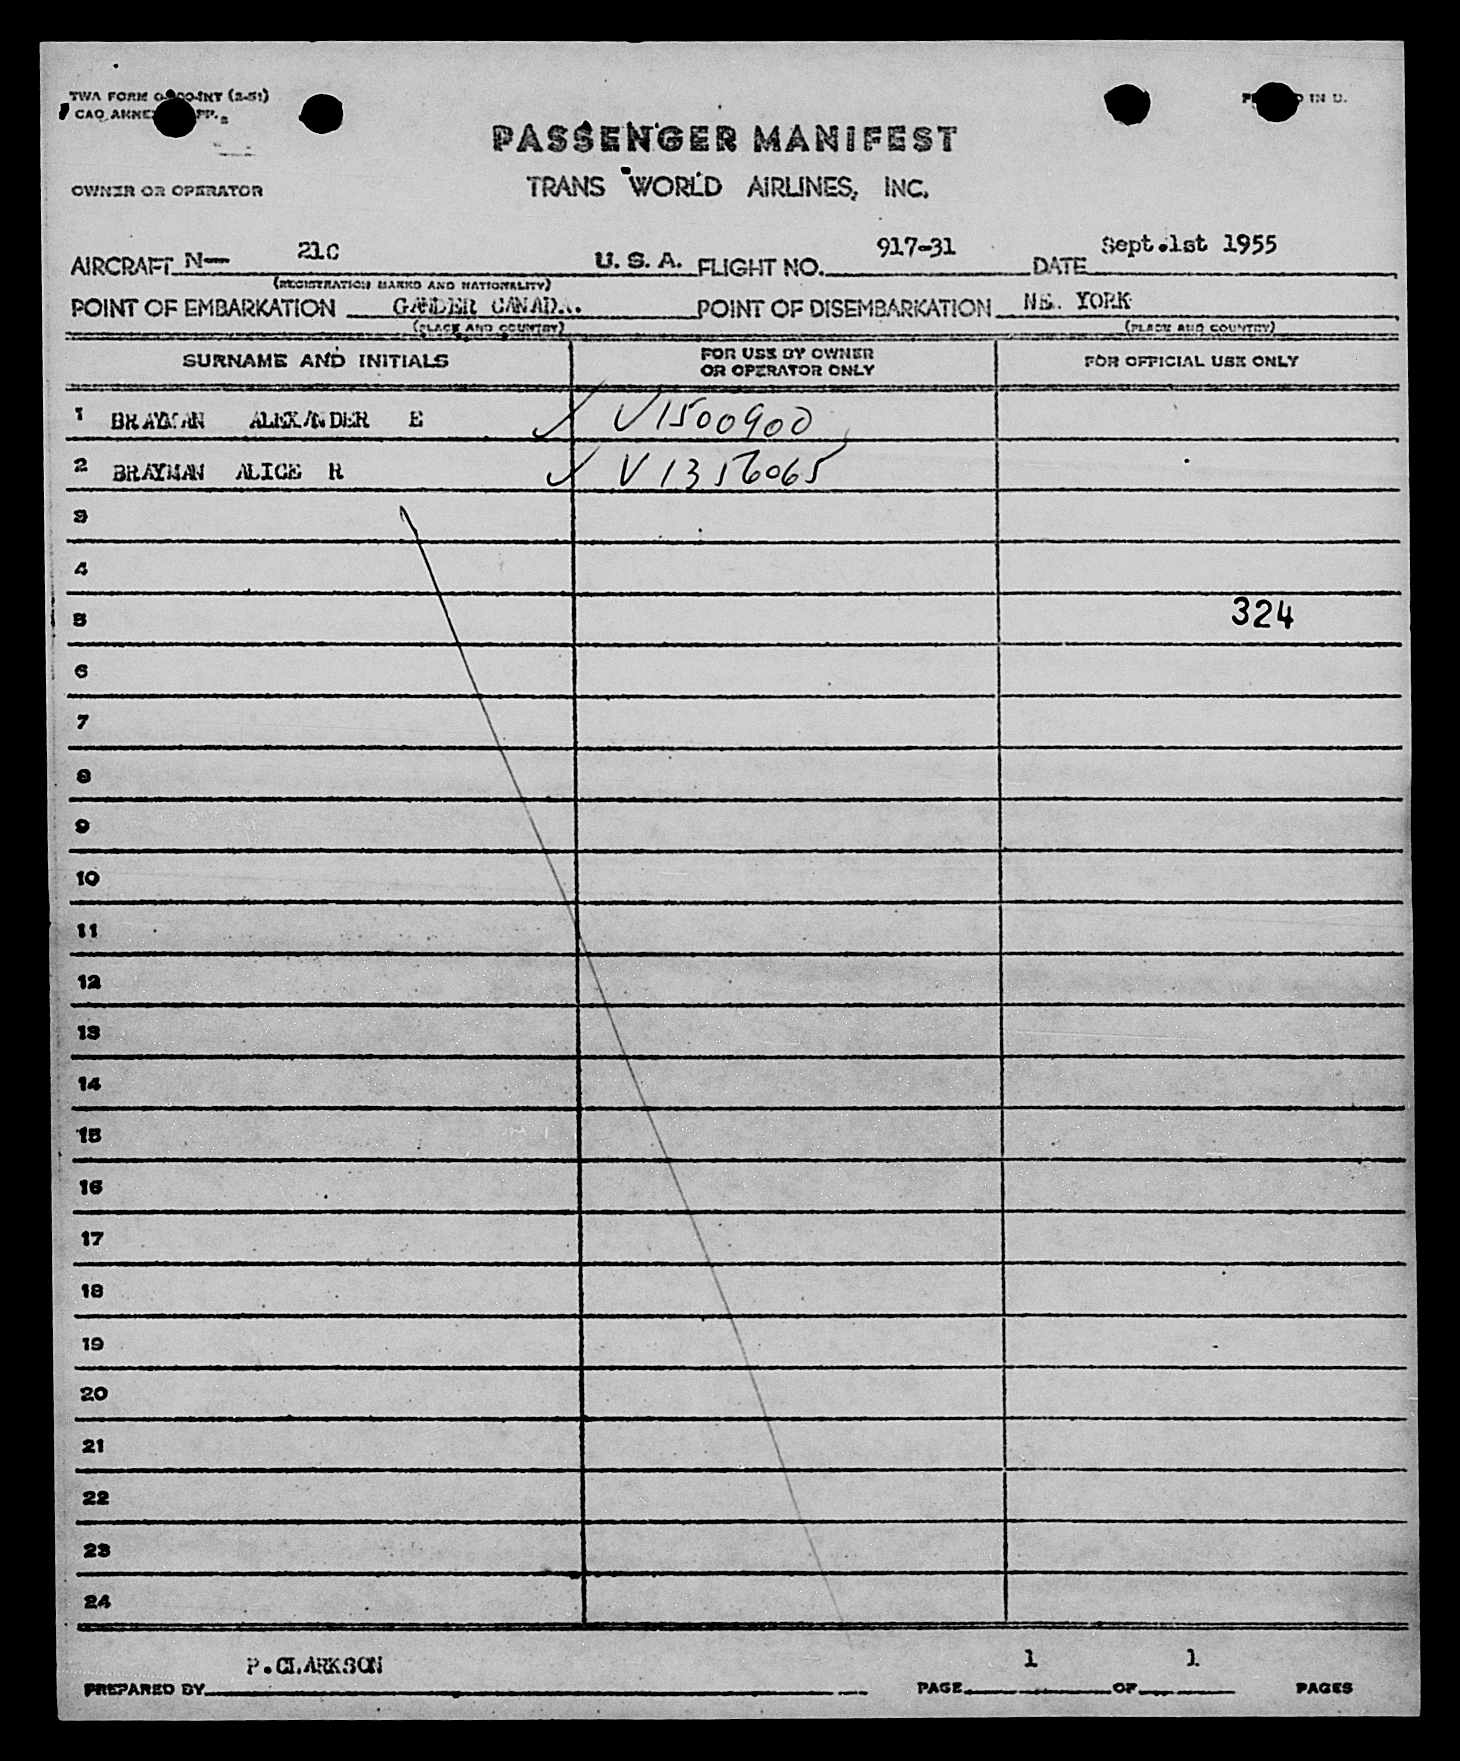 TWA FORM (2-51)
PASSENGER MANIFEST
TRANS WORLD AIRLINES, INC.
OWNER OR OPERATOR
AIRCRAFT N— 210 U. S. A. FLIGHT NO. 917-31 DATE Sept.1st 1955
(REGISTRATION MARKS AND NATIONALITY)
POINT OF EMBARKATION GANDER CANADA. POINT OF DISEMBARKATION NE. YORK
(PLACE AND COUNTRY) (PLACE AND COUNTRY)
SURNAME AND INITIALS FOR USE BY OWNER OR OPERATOR ONLY FOR OFFICIAL USE ONLY
1 BRAYMAN ALEXANDER E V1500900
2 BRAYMAN ALICE R V1356065
3
4
5 324
6
7
8
9
10
11
12
13
14
15
16
17
18
19
20
21
22
23
24
PREPARED BY P.CLARKSON PAGE 1 OF 1 PAGES